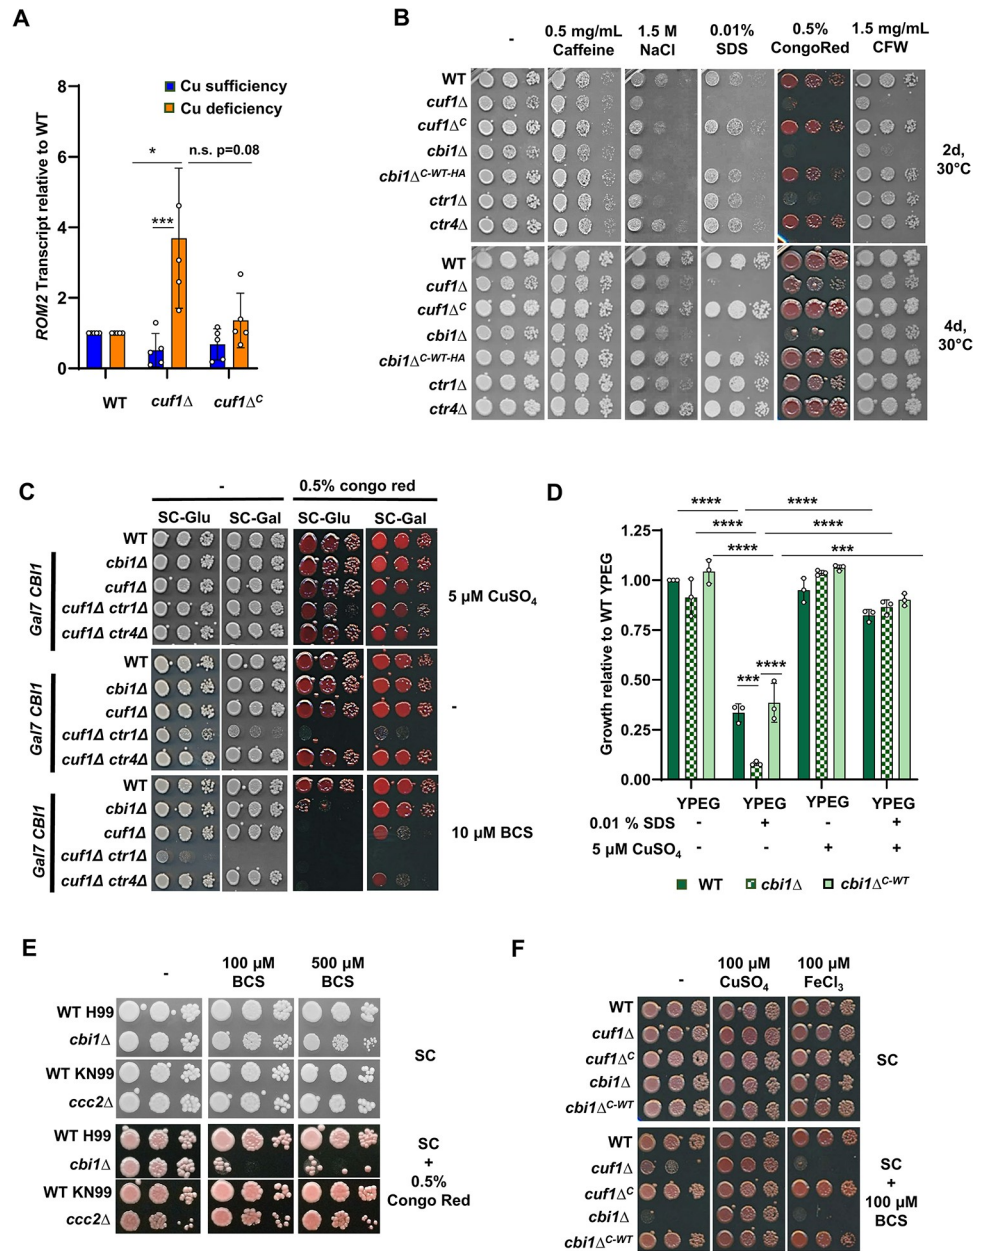 A
Cu sufficiency
Cu deficiency
ROM2 Transcript relative to WT
8
6
4
2
0
*
n.s. p=0.08
***
WT
cuf1Δ
cuf1Δ^C
B
-
0.5 mg/mL Caffeine
1.5 M NaCl
0.01% SDS
0.5% CongoRed
1.5 mg/mL CFW
WT
cuf1Δ
cuf1Δ^C
cbi1Δ
cbi1Δ^C-WT-HA
ctr1Δ
ctr4Δ
2d, 30°C
WT
cuf1Δ
cuf1Δ^C
cbi1Δ
cbi1Δ^C-WT-HA
ctr1Δ
ctr4Δ
4d, 30°C
C
-
0.5% congo red
SC-Glu
SC-Gal
SC-Glu
SC-Gal
Gal7 CBI1
WT
cbi1Δ
cuf1Δ
cuf1Δ ctr1Δ
cuf1Δ ctr4Δ
5 µM CuSO₄
Gal7 CBI1
WT
cbi1Δ
cuf1Δ
cuf1Δ ctr1Δ
cuf1Δ ctr4Δ
-
Gal7 CBI1
WT
cbi1Δ
cuf1Δ
cuf1Δ ctr1Δ
cuf1Δ ctr4Δ
10 µM BCS
D
Growth relative to WT YPEG
1.25
1.00
0.75
0.50
0.25
0.00
****
****
****
****
****
***
***
****
YPEG
YPEG
YPEG
YPEG
0.01 % SDS
-
+
-
+
5 µM CuSO₄
-
-
+
+
WT
cbi1Δ
cbi1Δ^C-WT
E
-
100 µM BCS
500 µM BCS
WT H99
cbi1Δ
WT KN99
ccc2Δ
SC
WT H99
cbi1Δ
WT KN99
ccc2Δ
SC
+
0.5%
Congo Red
F
-
100 µM CuSO₄
100 µM FeCl₃
WT
cuf1Δ
cuf1Δ^C
cbi1Δ
cbi1Δ^C-WT
SC
WT
cuf1Δ
cuf1Δ^C
cbi1Δ
cbi1Δ^C-WT
SC
+
100 µM
BCS